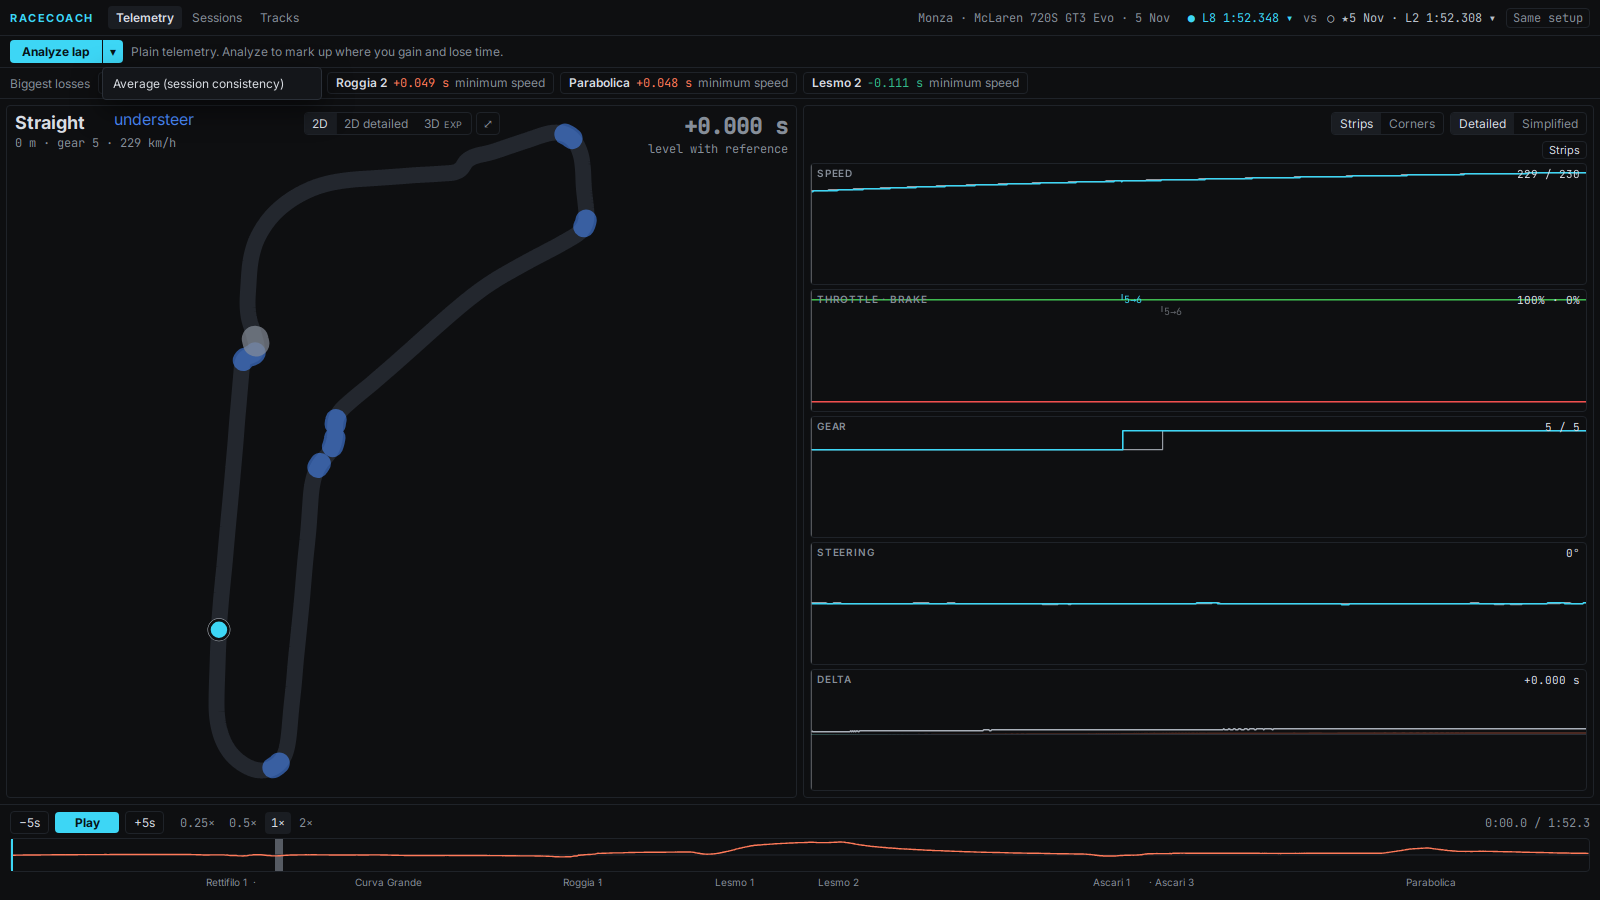 RACECOACH Telemetry Sessions Tracks Monza · McLaren 720S GT3 Evo · 5 Nov ● L8 1:52.348 ▾ vs ○ ★5 Nov · L2 1:52.308 ▾ Same setup
Analyze lap ▾ Plain telemetry. Analyze to mark up where you gain and lose time.
Biggest losses Average (session consistency) Roggia 2 +0.049 s minimum speed Parabolica +0.048 s minimum speed Lesmo 2 -0.111 s minimum speed
Straight understeer 2D 2D detailed 3D EXP ⤢ +0.000 s
0 m · gear 5 · 229 km/h level with reference
Strips Corners Detailed Simplified
Strips
SPEED 229 / 230
THROTTLE · BRAKE 5→6 100% · 0%
5→6
GEAR 5 / 5
STEERING 0°
DELTA +0.000 s
−5s Play +5s 0.25× 0.5× 1× 2× 0:00.0 / 1:52.3
Rettifilo 1 · Curva Grande Roggia 1 Lesmo 1 Lesmo 2 Ascari 1 · Ascari 3 Parabolica